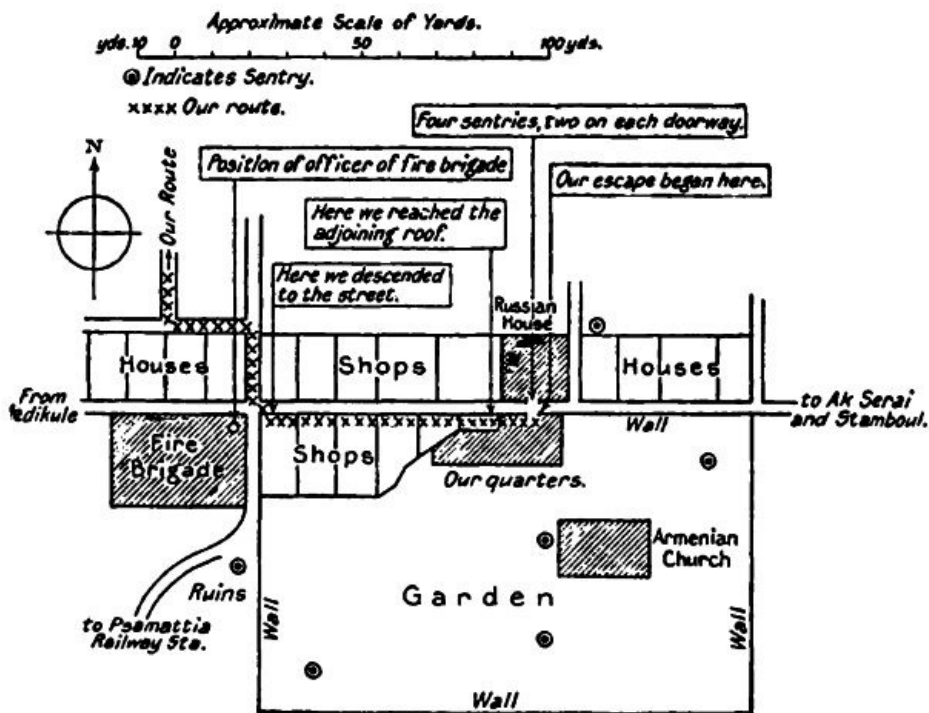 Approximate Scale of Yards.
yds. 10 0 50 100 yds.
Indicates Sentry.
xxxx Our route.
Four sentries, two on each doorway.
N
Our Route
Position of officer of fire brigade
Our escape began here.
Here we reached the
adjoining roof.
Here we descended
to the street.
Russian
House
Houses
Shops
Houses
From
edikule
to Ak Serai
and Stamboul.
Wall
Fire
Brigade
Shops
Our quarters.
Armenian
Church
Ruins
Garden
to Psamattia
Railway Sta.
Wall
Wall
Wall